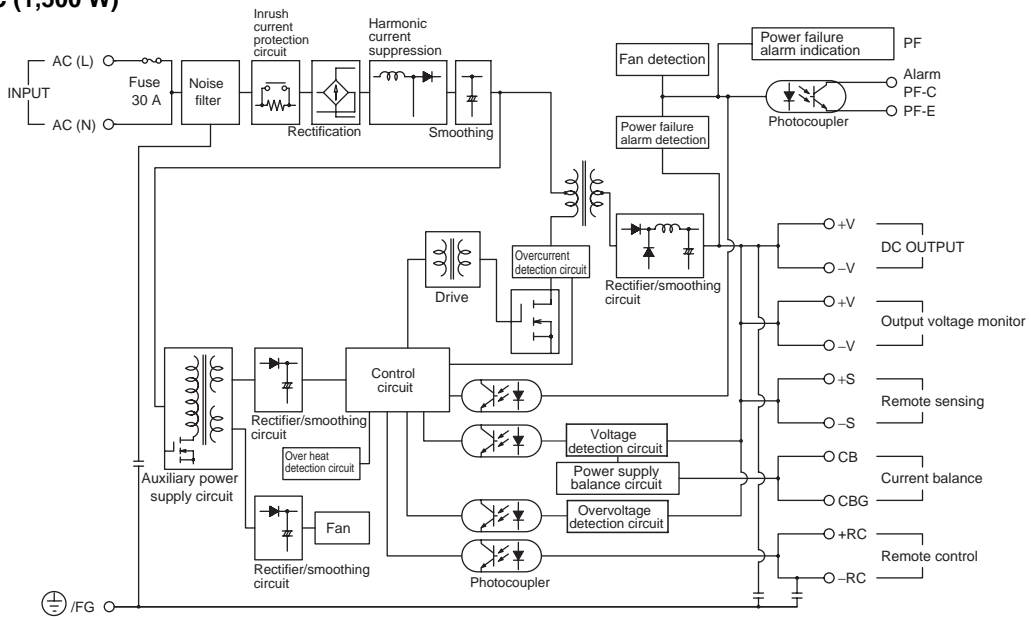 C (1,500 W)
Inrush
current
protection
circuit
Harmonic
current
suppression
AC (L)
INPUT
Fuse
30 A
AC (N)
Noise
filter
Rectification
Smoothing
Fan detection
Power failure
alarm indication
PF
Alarm
PF-C
PF-E
Photocoupler
Power failure
alarm detection
Drive
Overcurrent
detection circuit
Rectifier/smoothing
circuit
+V
DC OUTPUT
−V
+V
Output voltage monitor
−V
Control
circuit
+S
Remote sensing
−S
Auxiliary power
supply circuit
Rectifier/smoothing
circuit
Over heat
detection circuit
Voltage
detection circuit
Power supply
balance circuit
CB
Current balance
CBG
Overvoltage
detection circuit
Fan
Rectifier/smoothing
circuit
Photocoupler
+RC
Remote control
−RC
/FG